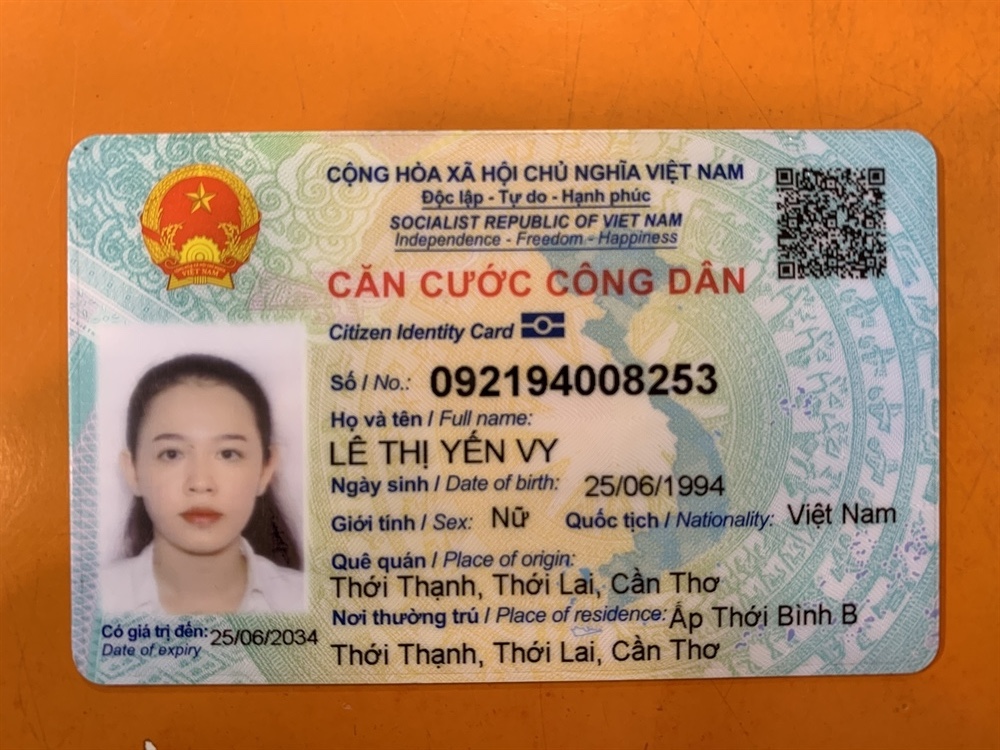 CỘNG HÒA XÃ HỘI CHỦ NGHĨA VIỆT NAM
Độc lập - Tự do - Hạnh phúc
SOCIALIST REPUBLIC OF VIET NAM
Independence - Freedom - Happiness
CĂN CƯỚC CÔNG DÂN
Citizen Identity Card
Số / No.: 092194008253
Họ và tên / Full name:
LÊ THỊ YẾN VY
Ngày sinh / Date of birth: 25/06/1994
Giới tính / Sex: Nữ Quốc tịch / Nationality: Việt Nam
Quê quán / Place of origin:
Thới Thạnh, Thới Lai, Cần Thơ
Nơi thường trú / Place of residence: Ấp Thới Bình B
Thới Thạnh, Thới Lai, Cần Thơ
Có giá trị đến: 25/06/2034
Date of expiry
VIỆT NAM